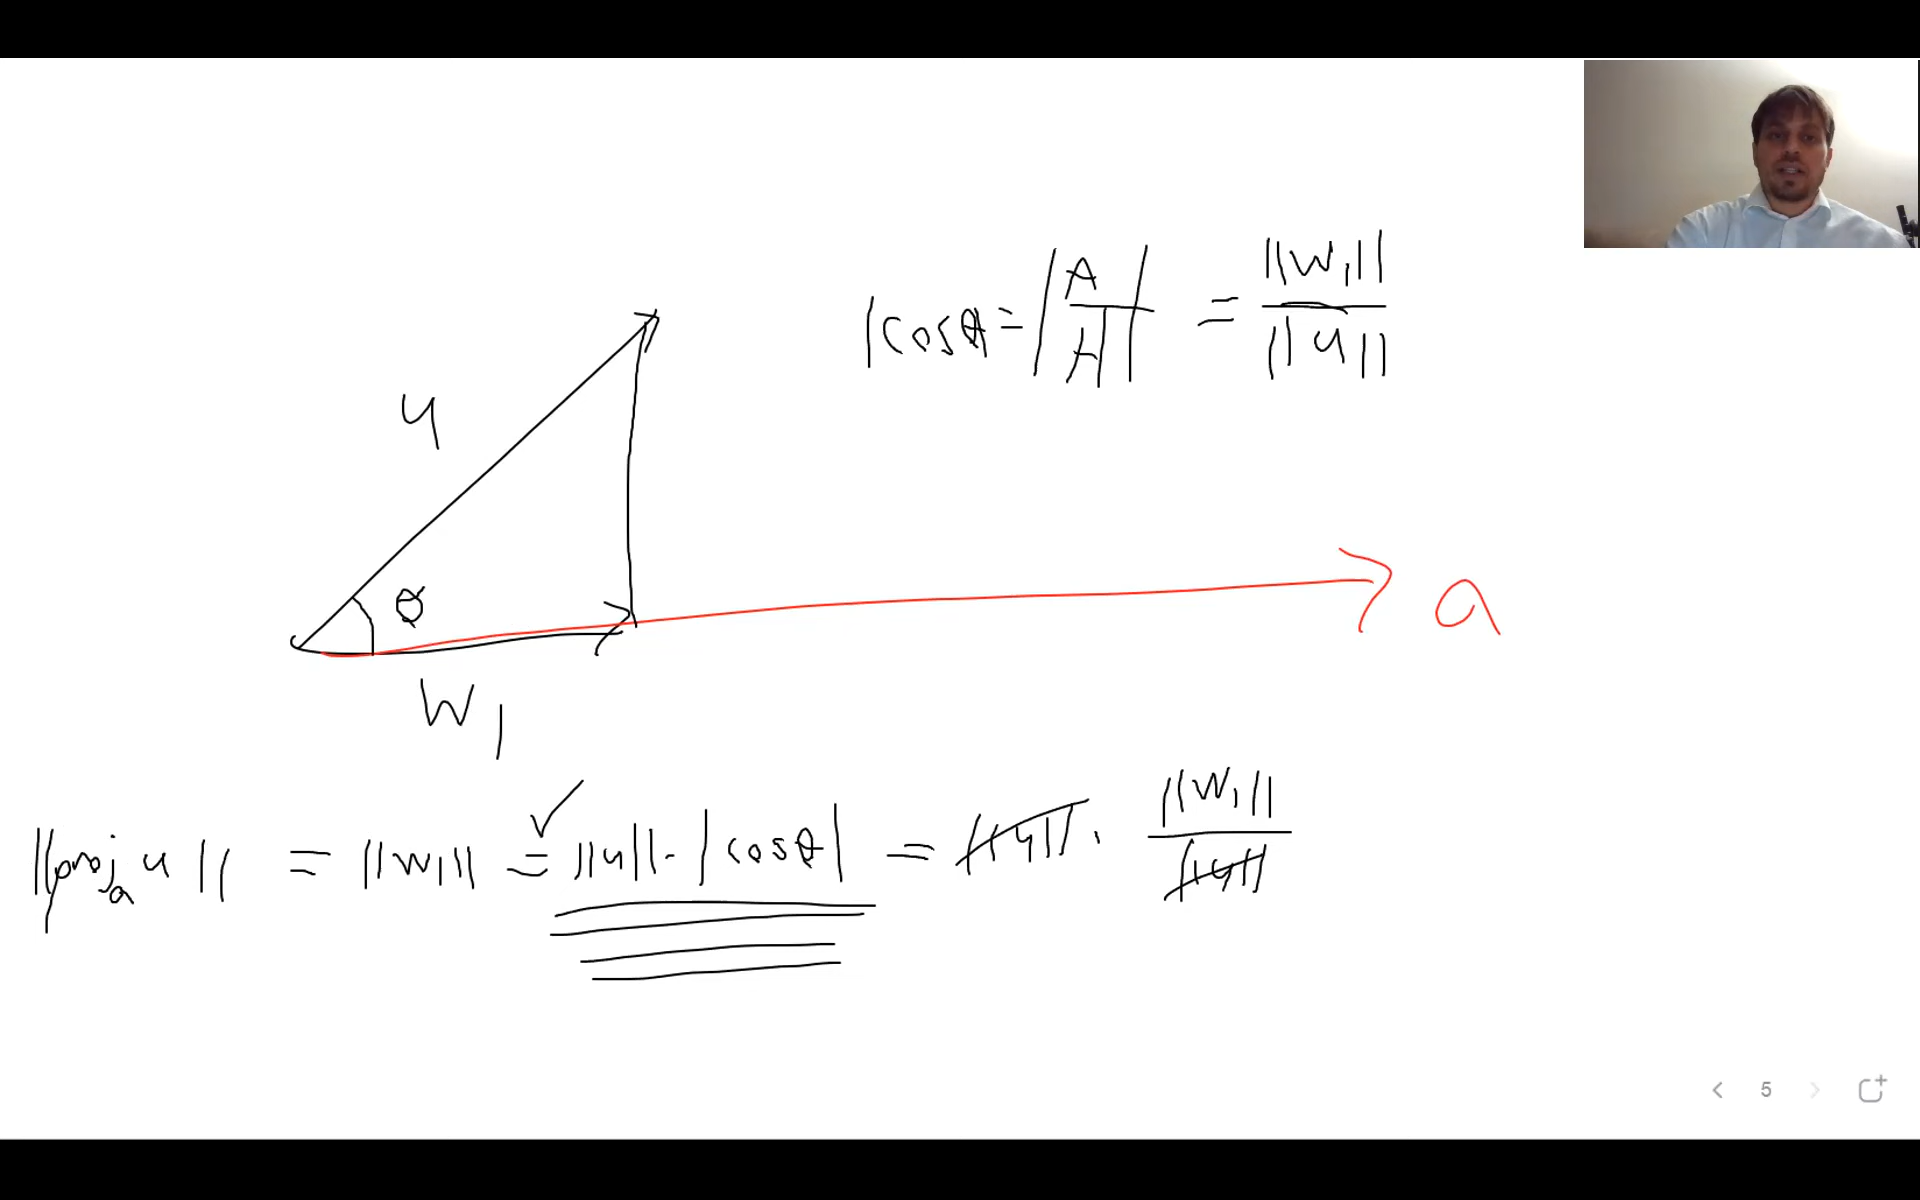 |cosθ| = |A/H| = ||W₁||/||u||
u
θ
a
W₁
||proj_a u|| = ||W₁|| = ||u|| · |cosθ| = ||u|| · ||W₁||/||u||
5